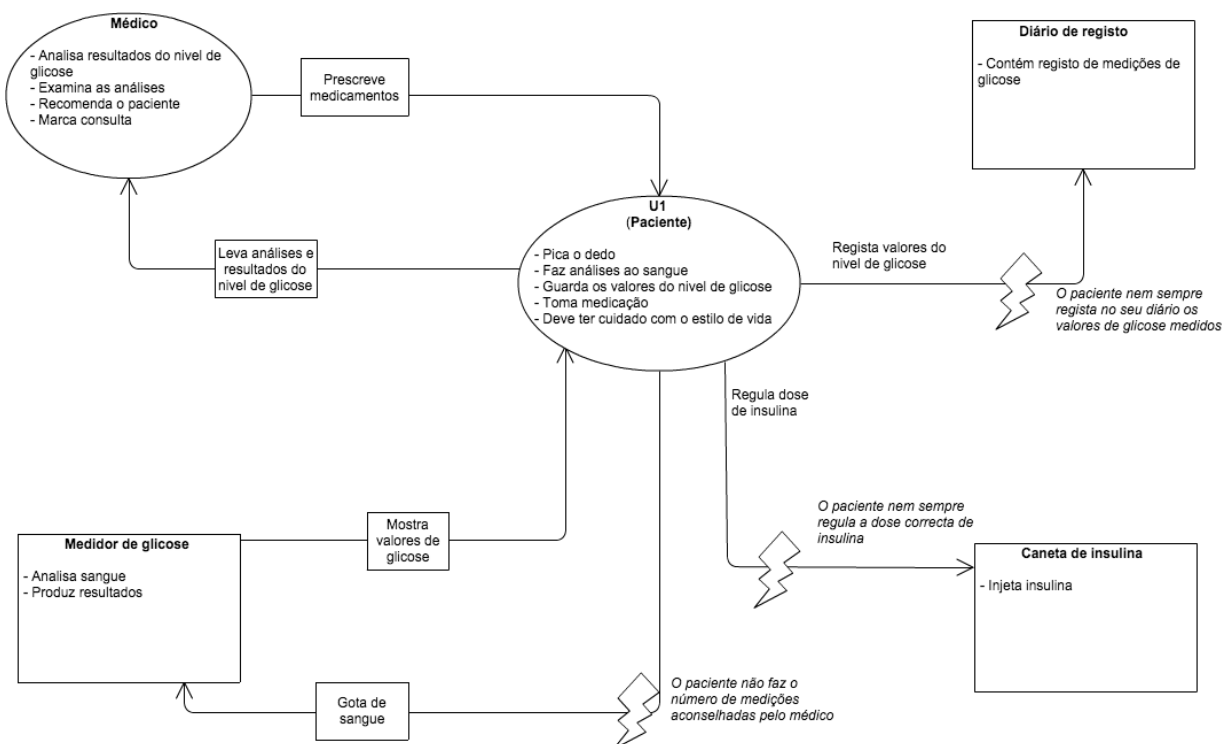 Médico
- Analisa resultados do nivel de
glicose
- Examina as análises
- Recomenda o paciente
- Marca consulta
Prescreve
medicamentos
Diário de registo
- Contém registo de medições de
glicose
Leva análises e
resultados do
nivel de glicose
U1
(Paciente)
- Pica o dedo
- Faz análises ao sangue
- Guarda os valores do nivel de glicose
- Toma medicação
- Deve ter cuidado com o estilo de vida
Regista valores do
nivel de glicose
O paciente nem sempre
regista no seu diário os
valores de glicose medidos
Regula dose
de insulina
O paciente nem sempre
regula a dose correcta de
insulina
Medidor de glicose
- Analisa sangue
- Produz resultados
Mostra
valores de
glicose
Caneta de insulina
- Injeta insulina
Gota de
sangue
O paciente não faz o
número de medições
aconselhadas pelo médico